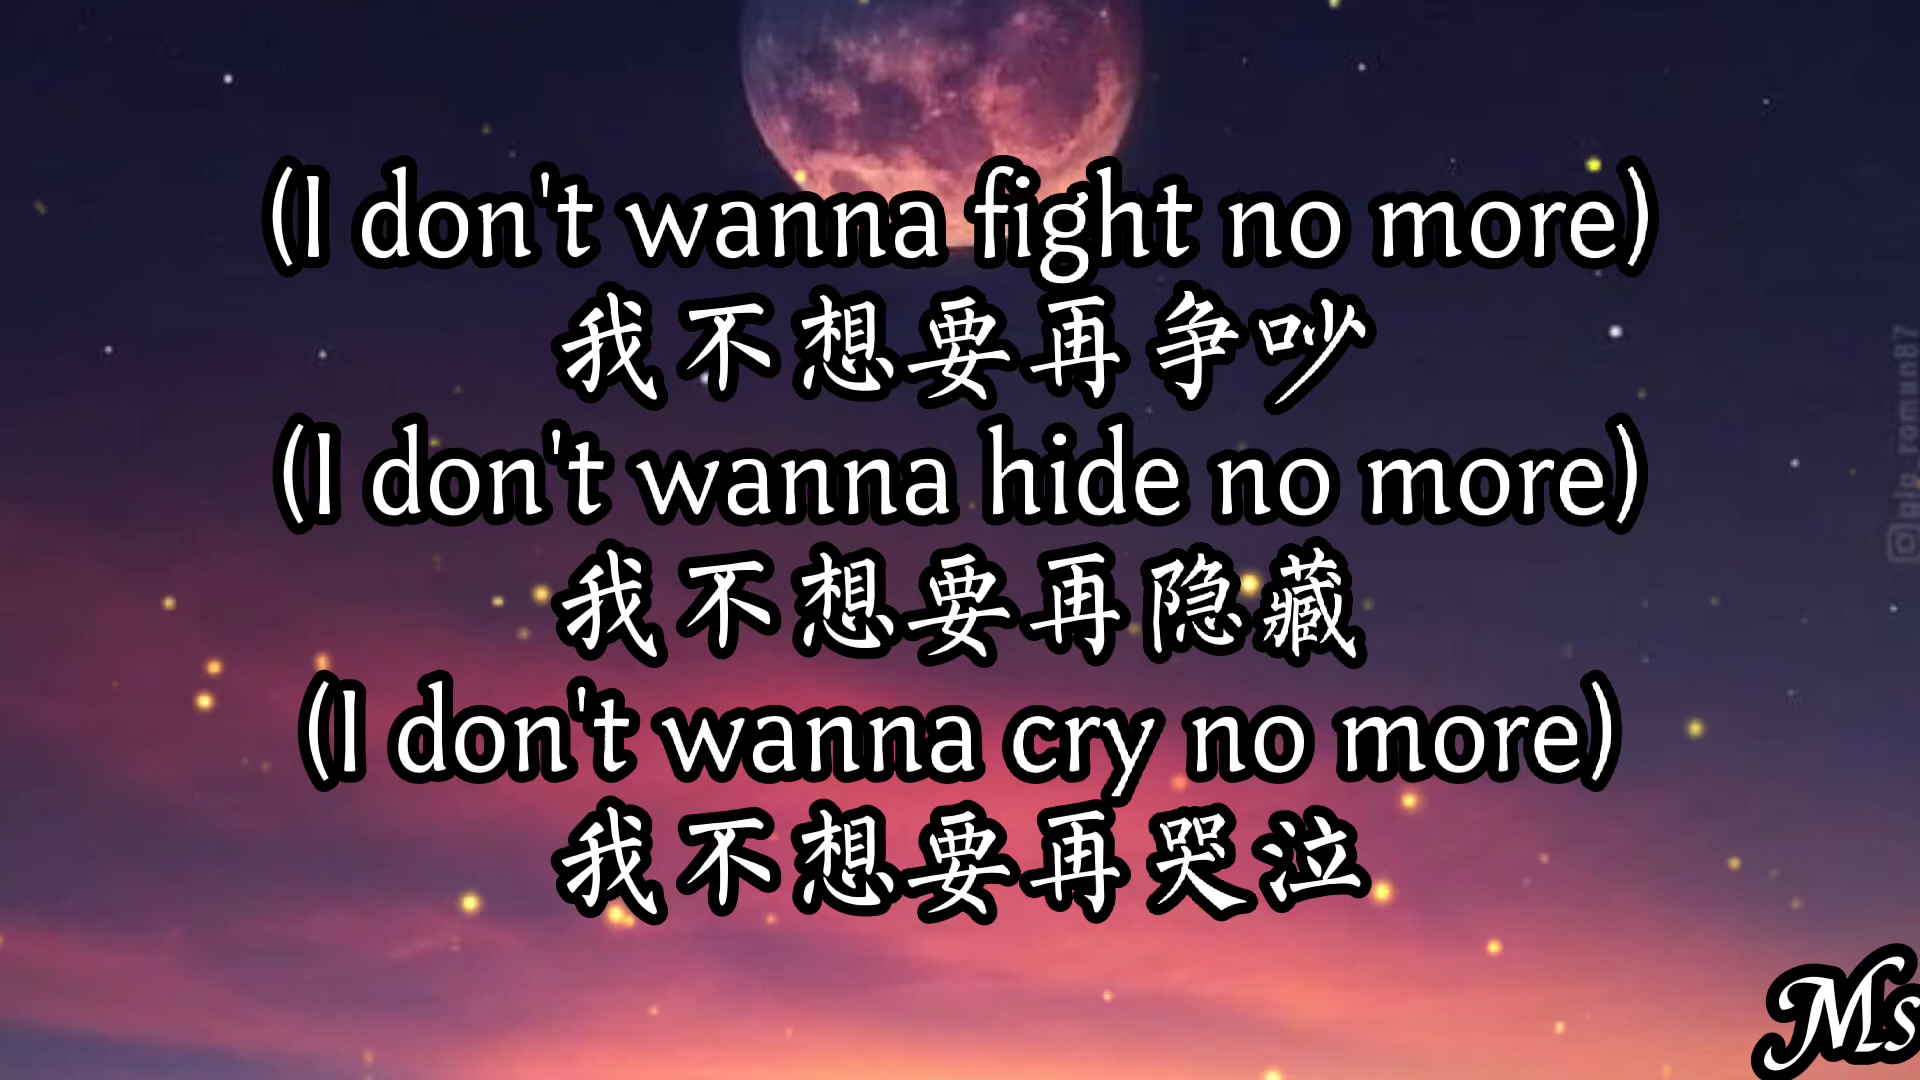 (I don't wanna fight no more)
我不想要再争吵
(I don't wanna hide no more)
我不想要再隐藏
(I don't wanna cry no more)
我不想要再哭泣
Ms